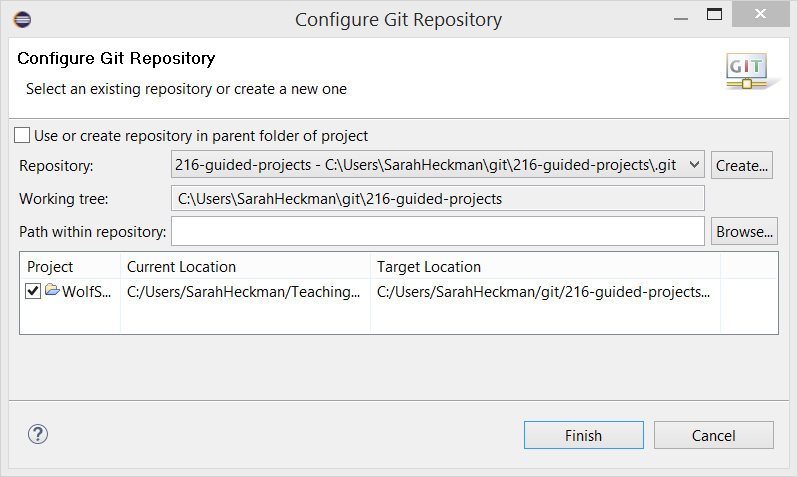 Configure Git Repository
Configure Git Repository
Select an existing repository or create a new one
GIT
Use or create repository in parent folder of project
Repository: 216-guided-projects - C:\Users\SarahHeckman\git\216-guided-projects\.git Create...
Working tree: C:\Users\SarahHeckman\git\216-guided-projects
Path within repository: Browse...
Project Current Location Target Location
WolfS... C:/Users/SarahHeckman/Teaching... C:/Users/SarahHeckman/git/216-guided-projects...
? Finish Cancel